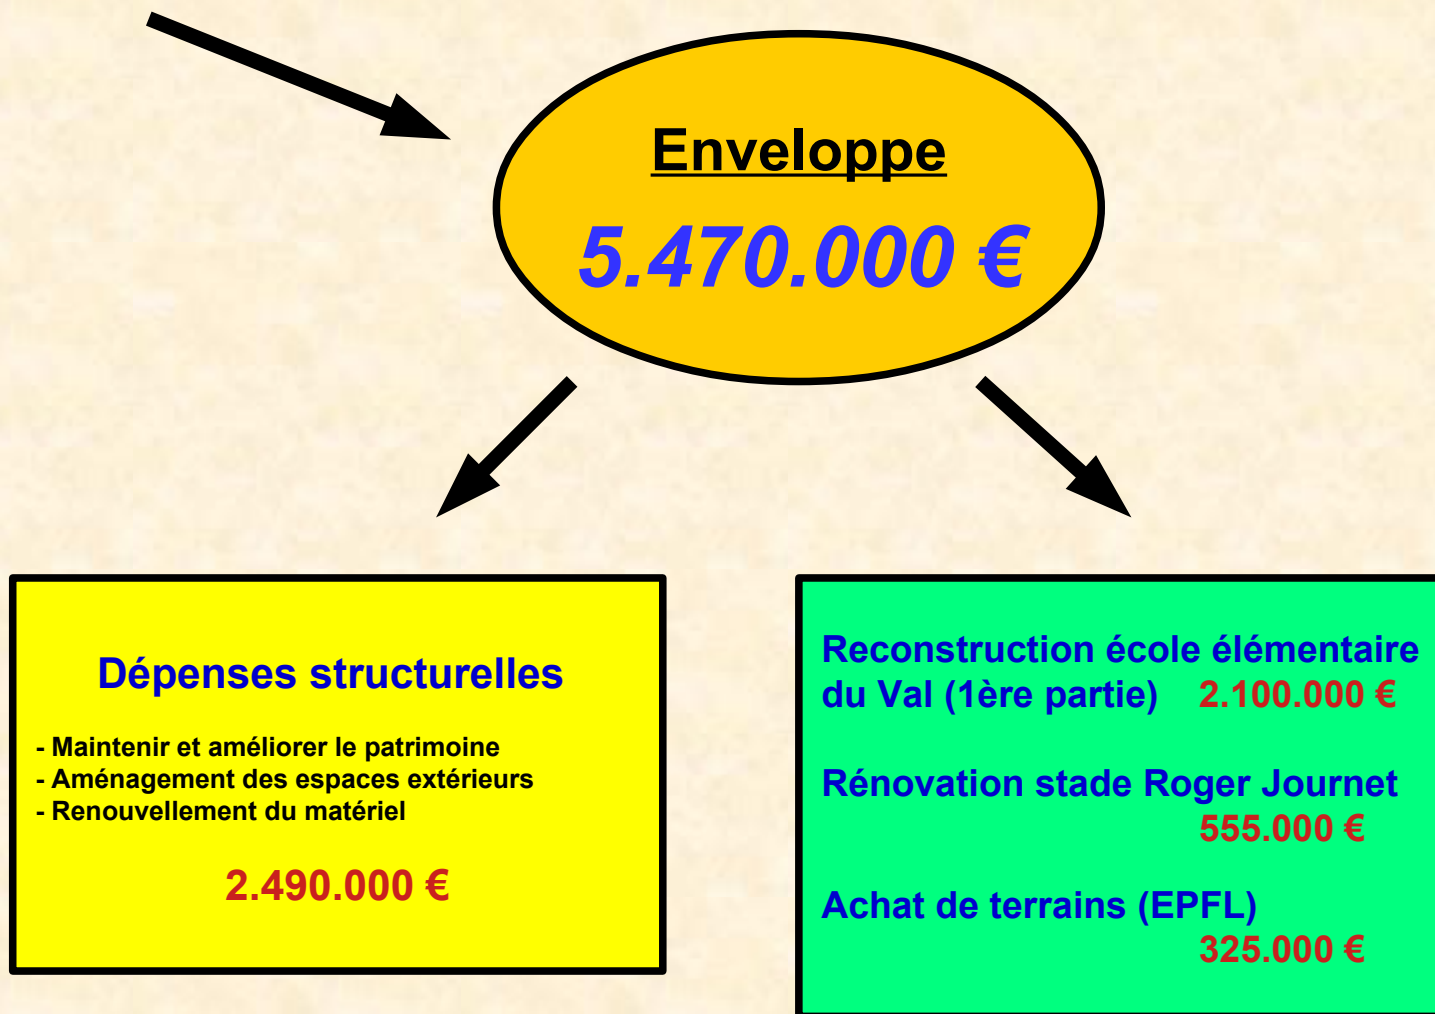 Enveloppe
5.470.000 €
Dépenses structurelles
- Maintenir et améliorer le patrimoine
- Aménagement des espaces extérieurs
- Renouvellement du matériel
2.490.000 €
Reconstruction école élémentaire
du Val (1ère partie) 2.100.000 €
Rénovation stade Roger Journet
555.000 €
Achat de terrains (EPFL)
325.000 €